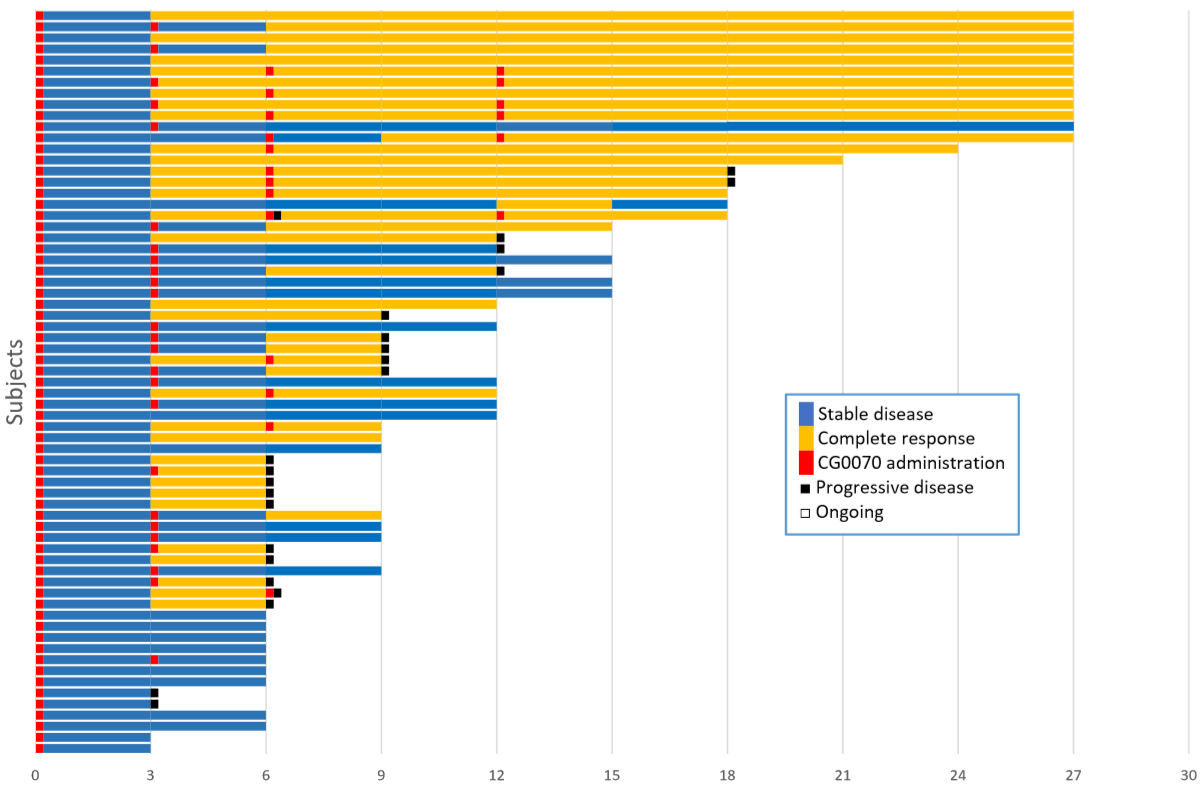 Subjects
Stable disease
Complete response
CG0070 administration
Progressive disease
Ongoing
0 3 6 9 12 15 18 21 24 27 30